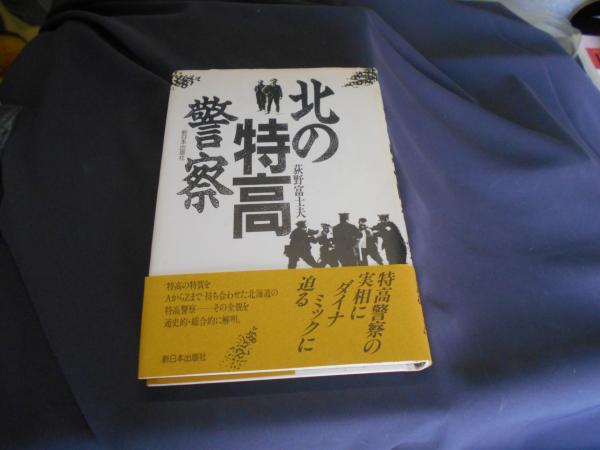 北の
特高
警察
荻野富士夫
新日本出版社
特高警察の
実相に
ダイナ
ミックに
迫る
特高の特質を
AからZまで持ち合わせた北海道の
特高警察——その全貌を
通史的・総合的に解明。
新日本出版社